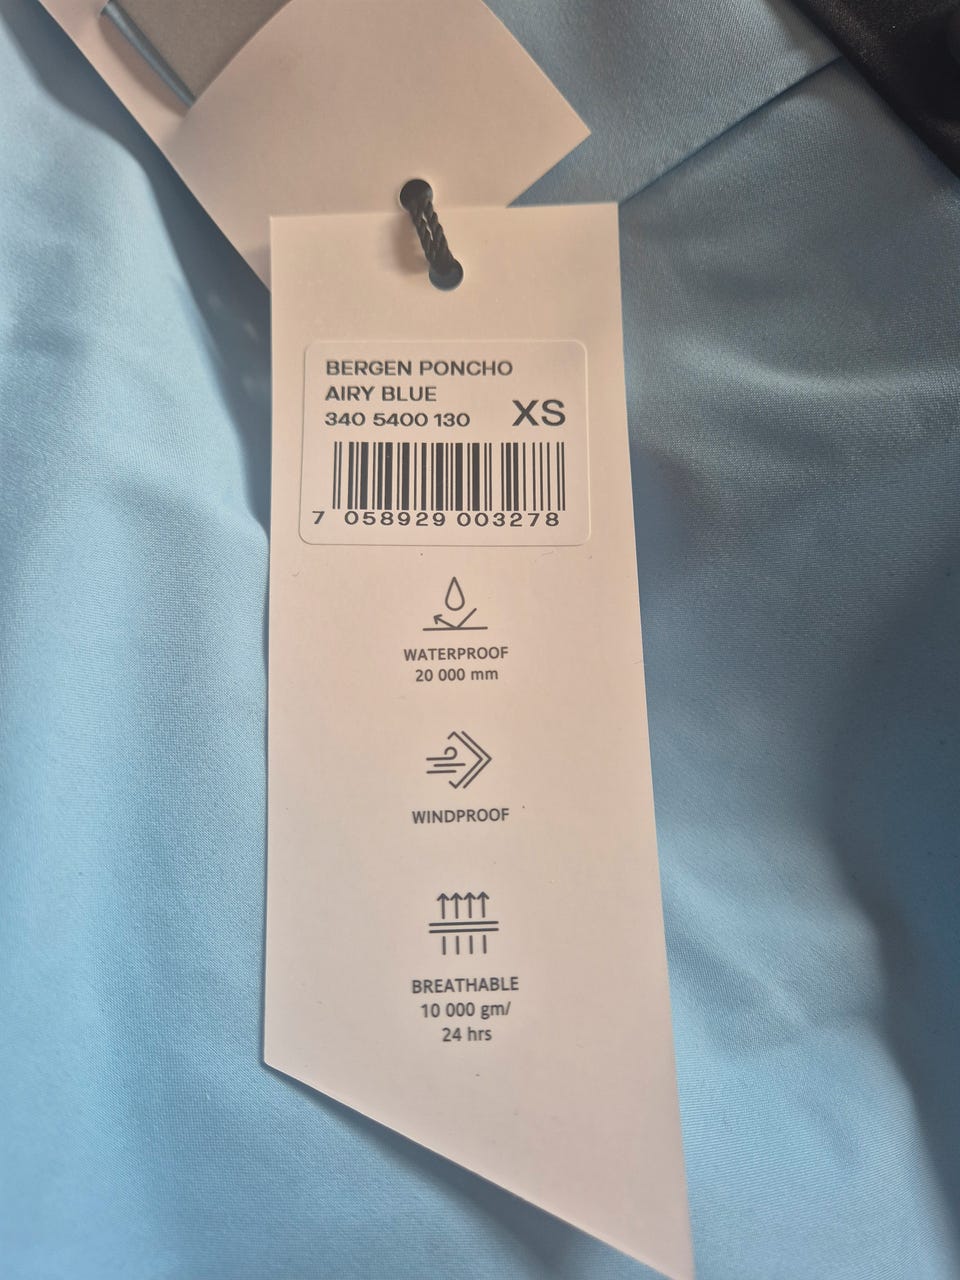 BERGEN PONCHO
AIRY BLUE
340 5400 130 XS
7 058929 003278
WATERPROOF
20 000 mm
WINDPROOF
BREATHABLE
10 000 gm/
24 hrs